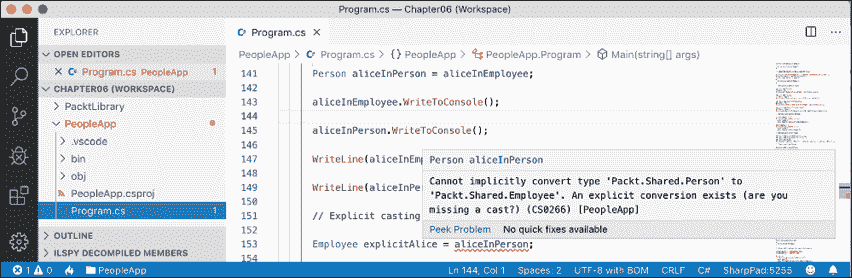 Program.cs — Chapter06 (Workspace)
EXPLORER
OPEN EDITORS
Program.cs PeopleApp 1
CHAPTER06 (WORKSPACE)
PacktLibrary
PeopleApp
.vscode
bin
obj
PeopleApp.csproj
Program.cs 1
OUTLINE
ILSPY DECOMPILED MEMBERS
Program.cs
PeopleApp > Program.cs > {} PeopleApp > PeopleApp.Program > Main(string[] args)
141 Person aliceInPerson = aliceInEmployee;
142
143 aliceInEmployee.WriteToConsole();
144
145 aliceInPerson.WriteToConsole();
146
147 WriteLine(aliceInEmp
148
149 WriteLine(aliceInPer
150
151 // Explicit casting
152
153 Employee explicitAlice = aliceInPerson;
154
Person aliceInPerson
Cannot implicitly convert type 'Packt.Shared.Person' to
'Packt.Shared.Employee'. An explicit conversion exists (are you
missing a cast?) (CS0266) [PeopleApp]
Peek Problem No quick fixes available
1 0 PeopleApp Ln 144, Col 1 Spaces: 2 UTF-8 with BOM CRLF C# SharpPad:5255